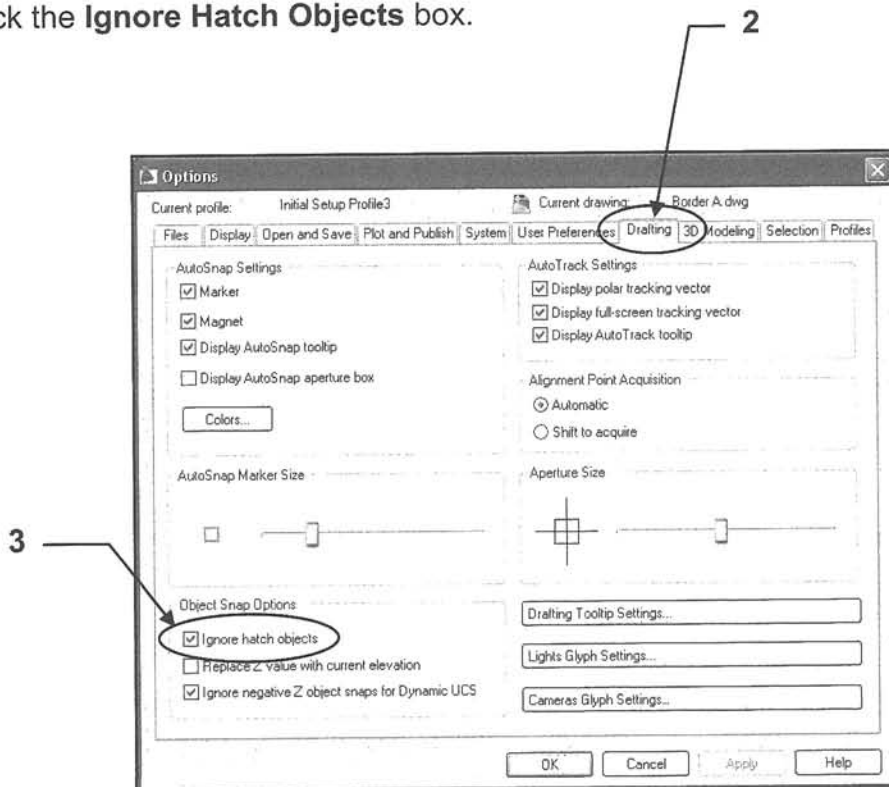 ck the Ignore Hatch Objects box.
2
Options
Current profile: Initial Setup Profile3 Current drawing: Border A.dwg
Files Display Open and Save Plot and Publish System User Preferences Drafting 3D Modeling Selection Profiles
AutoSnap Settings
Marker
Magnet
Display AutoSnap tooltip
Display AutoSnap aperture box
Colors...
AutoTrack Settings
Display polar tracking vector
Display full-screen tracking vector
Display AutoTrack tooltip
Alignment Point Acquisition
Automatic
Shift to acquire
AutoSnap Marker Size
Aperture Size
3
Object Snap Options
Ignore hatch objects
Replace Z value with current elevation
Ignore negative Z object snaps for Dynamic UCS
Drafting Tooltip Settings...
Lights Glyph Settings...
Cameras Glyph Settings...
OK Cancel Apply Help